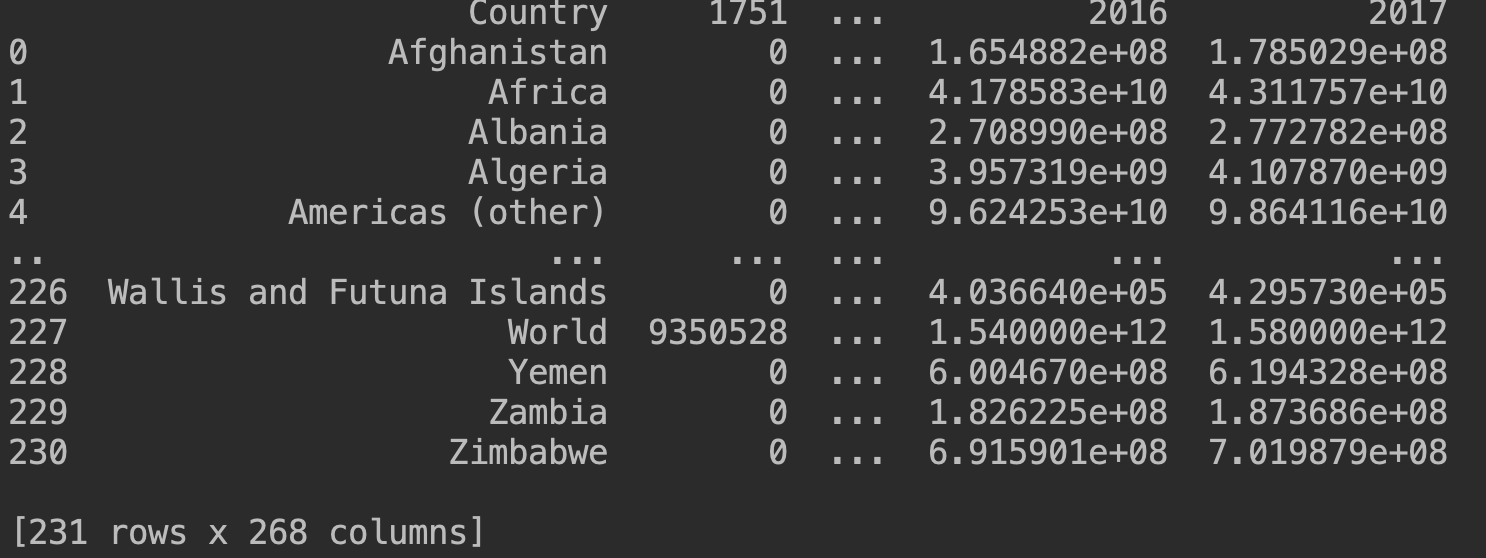 Country 1751 ... 2016 2017
0 Afghanistan 0 ... 1.654882e+08 1.785029e+08
1 Africa 0 ... 4.178583e+10 4.311757e+10
2 Albania 0 ... 2.708990e+08 2.772782e+08
3 Algeria 0 ... 3.957319e+09 4.107870e+09
4 Americas (other) 0 ... 9.624253e+10 9.864116e+10
.. ... ... ... ... ...
226 Wallis and Futuna Islands 0 ... 4.036640e+05 4.295730e+05
227 World 9350528 ... 1.540000e+12 1.580000e+12
228 Yemen 0 ... 6.004670e+08 6.194328e+08
229 Zambia 0 ... 1.826225e+08 1.873686e+08
230 Zimbabwe 0 ... 6.915901e+08 7.019879e+08
[231 rows x 268 columns]